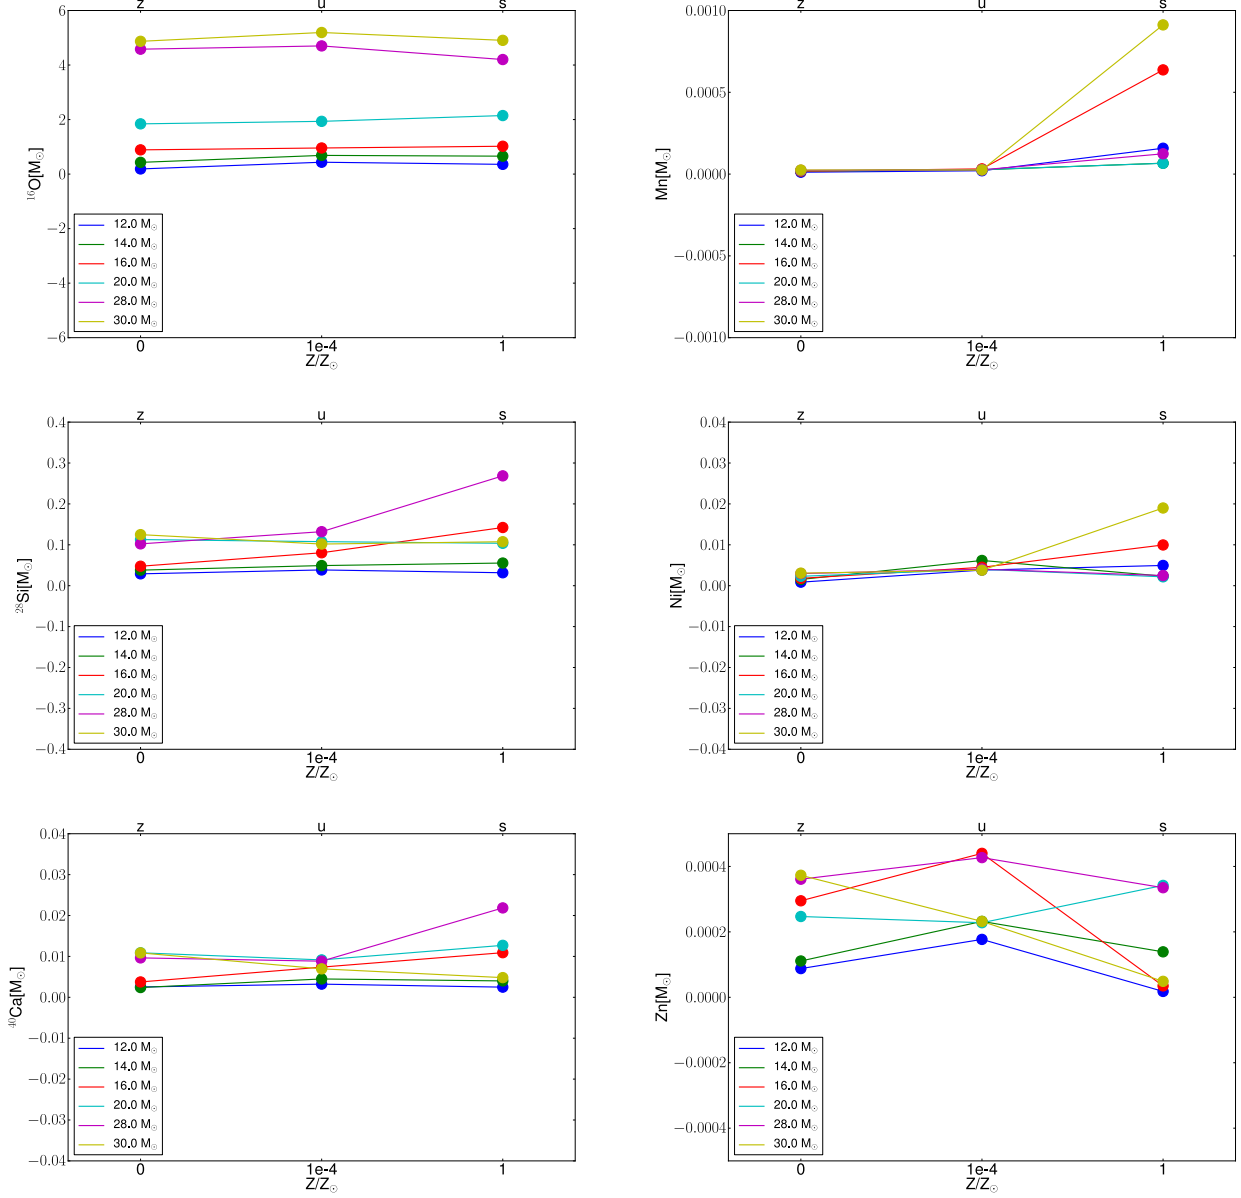 z u s
6
4
2
0
−2
−4
−6
¹⁶O[M☉]
12.0 M☉
14.0 M☉
16.0 M☉
20.0 M☉
28.0 M☉
30.0 M☉
0 1e-4 1
Z/Z☉
z u s
0.0010
0.0005
0.0000
−0.0005
−0.0010
Mn[M☉]
12.0 M☉
14.0 M☉
16.0 M☉
20.0 M☉
28.0 M☉
30.0 M☉
0 1e-4 1
Z/Z☉
z u s
0.4
0.3
0.2
0.1
0.0
−0.1
−0.2
−0.3
−0.4
²⁸Si[M☉]
12.0 M☉
14.0 M☉
16.0 M☉
20.0 M☉
28.0 M☉
30.0 M☉
0 1e-4 1
Z/Z☉
z u s
0.04
0.03
0.02
0.01
0.00
−0.01
−0.02
−0.03
−0.04
Ni[M☉]
12.0 M☉
14.0 M☉
16.0 M☉
20.0 M☉
28.0 M☉
30.0 M☉
0 1e-4 1
Z/Z☉
z u s
0.04
0.03
0.02
0.01
0.00
−0.01
−0.02
−0.03
−0.04
⁴⁰Ca[M☉]
12.0 M☉
14.0 M☉
16.0 M☉
20.0 M☉
28.0 M☉
30.0 M☉
0 1e-4 1
Z/Z☉
z u s
0.0004
0.0002
0.0000
−0.0002
−0.0004
Zn[M☉]
12.0 M☉
14.0 M☉
16.0 M☉
20.0 M☉
28.0 M☉
30.0 M☉
0 1e-4 1
Z/Z☉